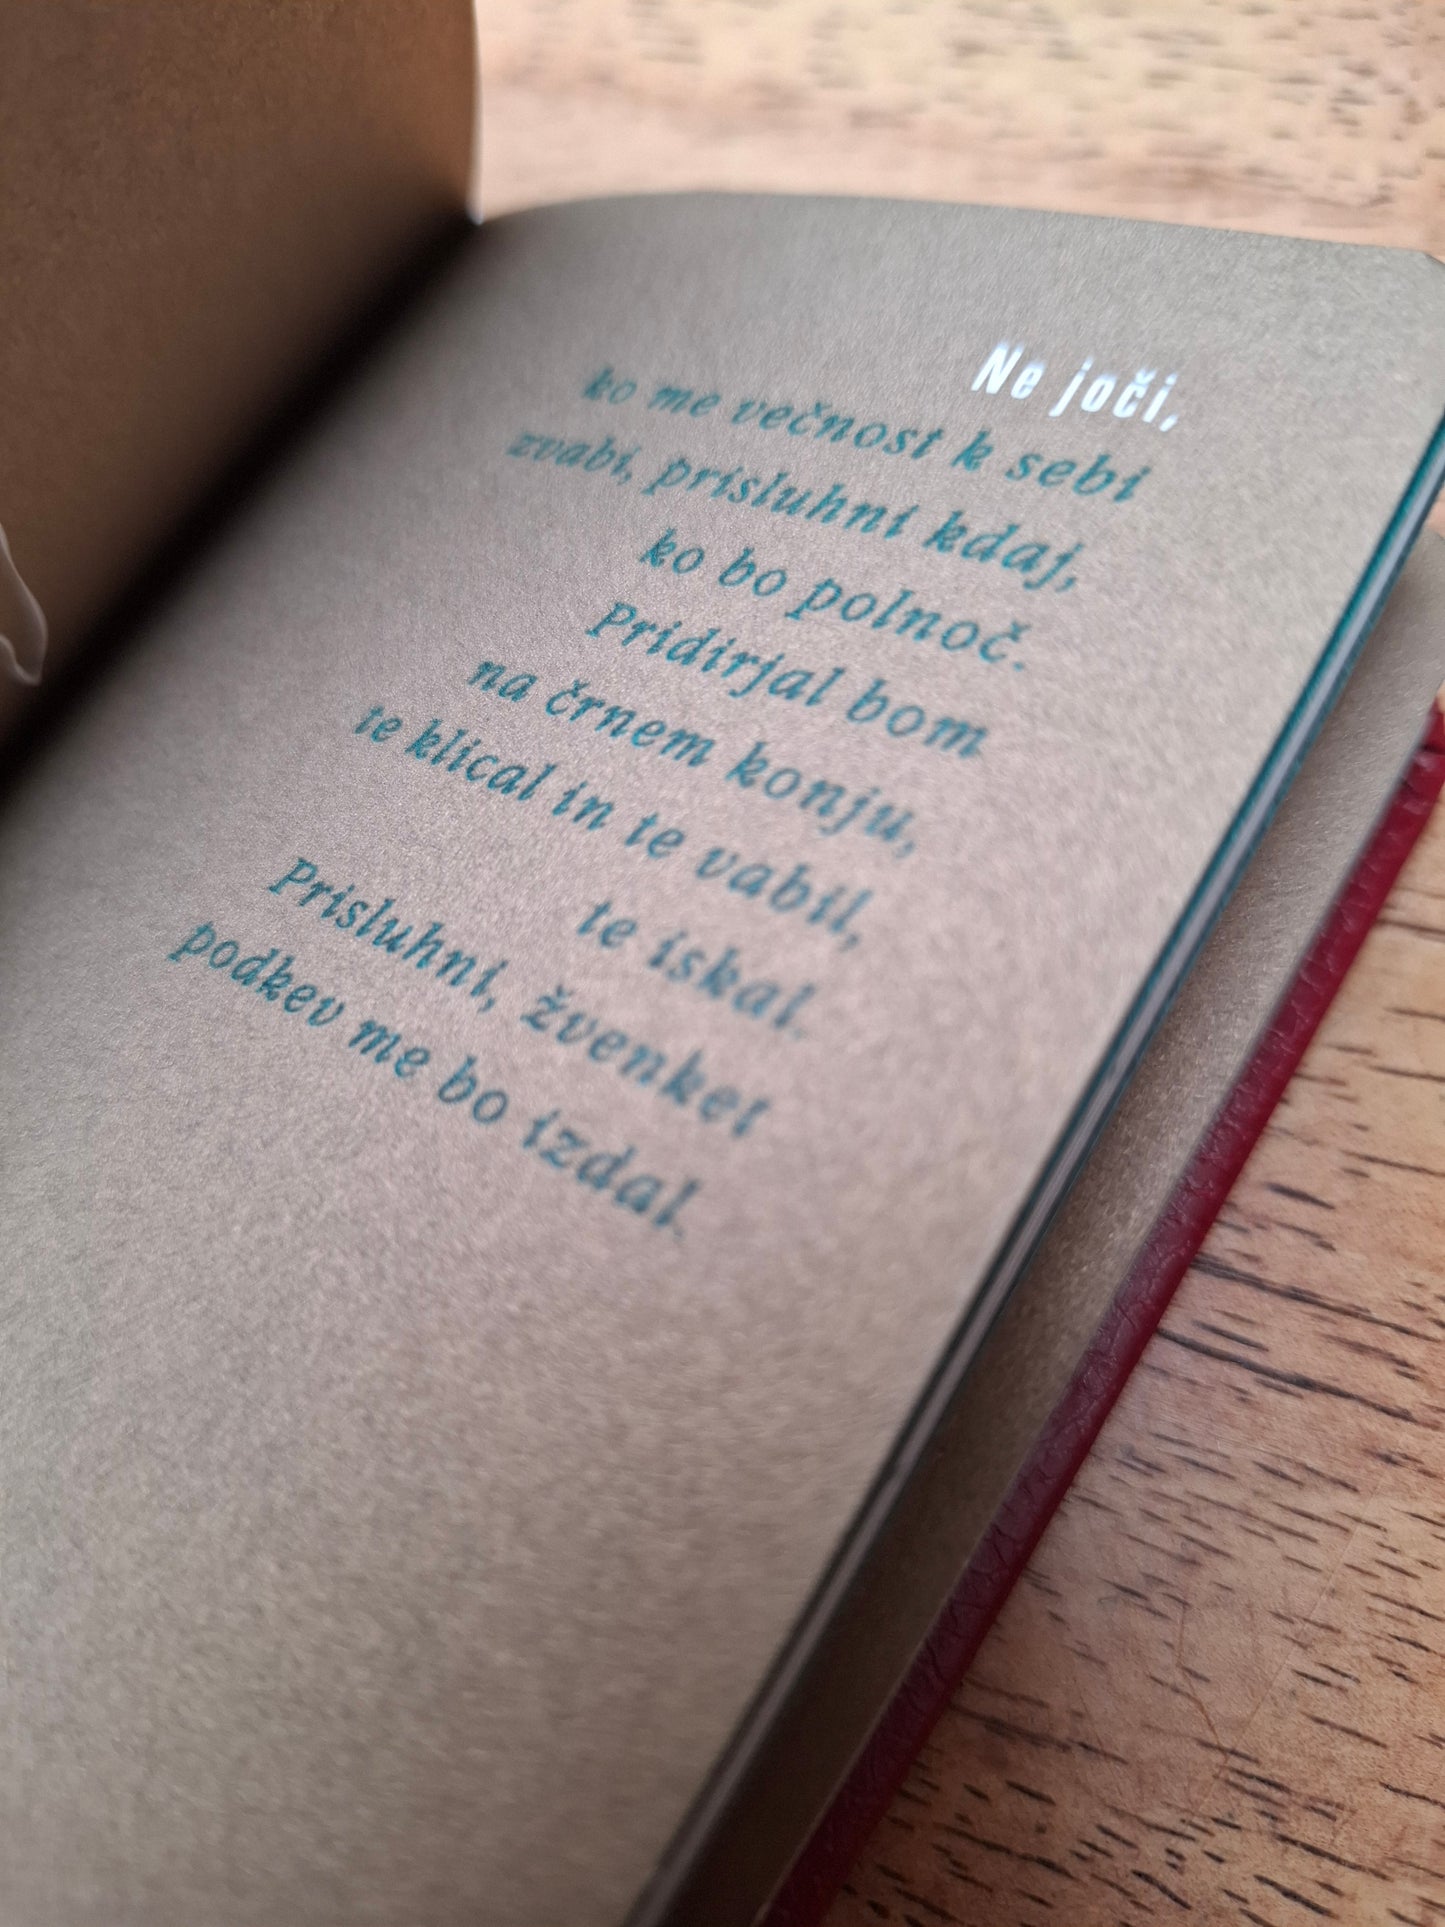 Ne joči,
ko me večnost k sebi
zvabi, prisluhni kdaj,
ko bo polnoč.
Pridirjal bom
na črnem konju,
te klical in te vabil,
te iskal.
Prisluhni, žvenket
podkev me bo izdal.